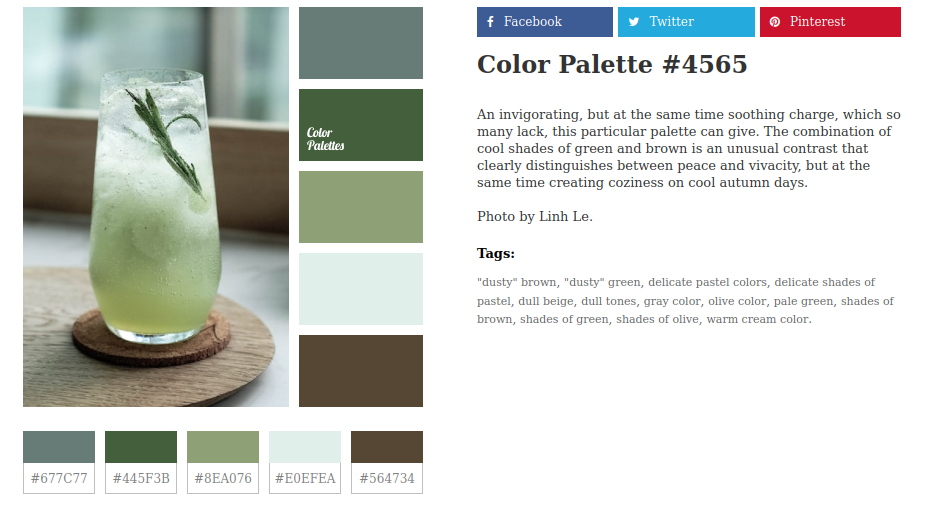 Facebook
Twitter
Pinterest
Color Palette #4565
An invigorating, but at the same time soothing charge, which so
many lack, this particular palette can give. The combination of
cool shades of green and brown is an unusual contrast that
clearly distinguishes between peace and vivacity, but at the
same time creating coziness on cool autumn days.
Photo by Linh Le.
Tags:
"dusty" brown, "dusty" green, delicate pastel colors, delicate shades of
pastel, dull beige, dull tones, gray color, olive color, pale green, shades of
brown, shades of green, shades of olive, warm cream color.
Color
Palettes
#677C77
#445F3B
#8EA076
#E0EFEA
#564734